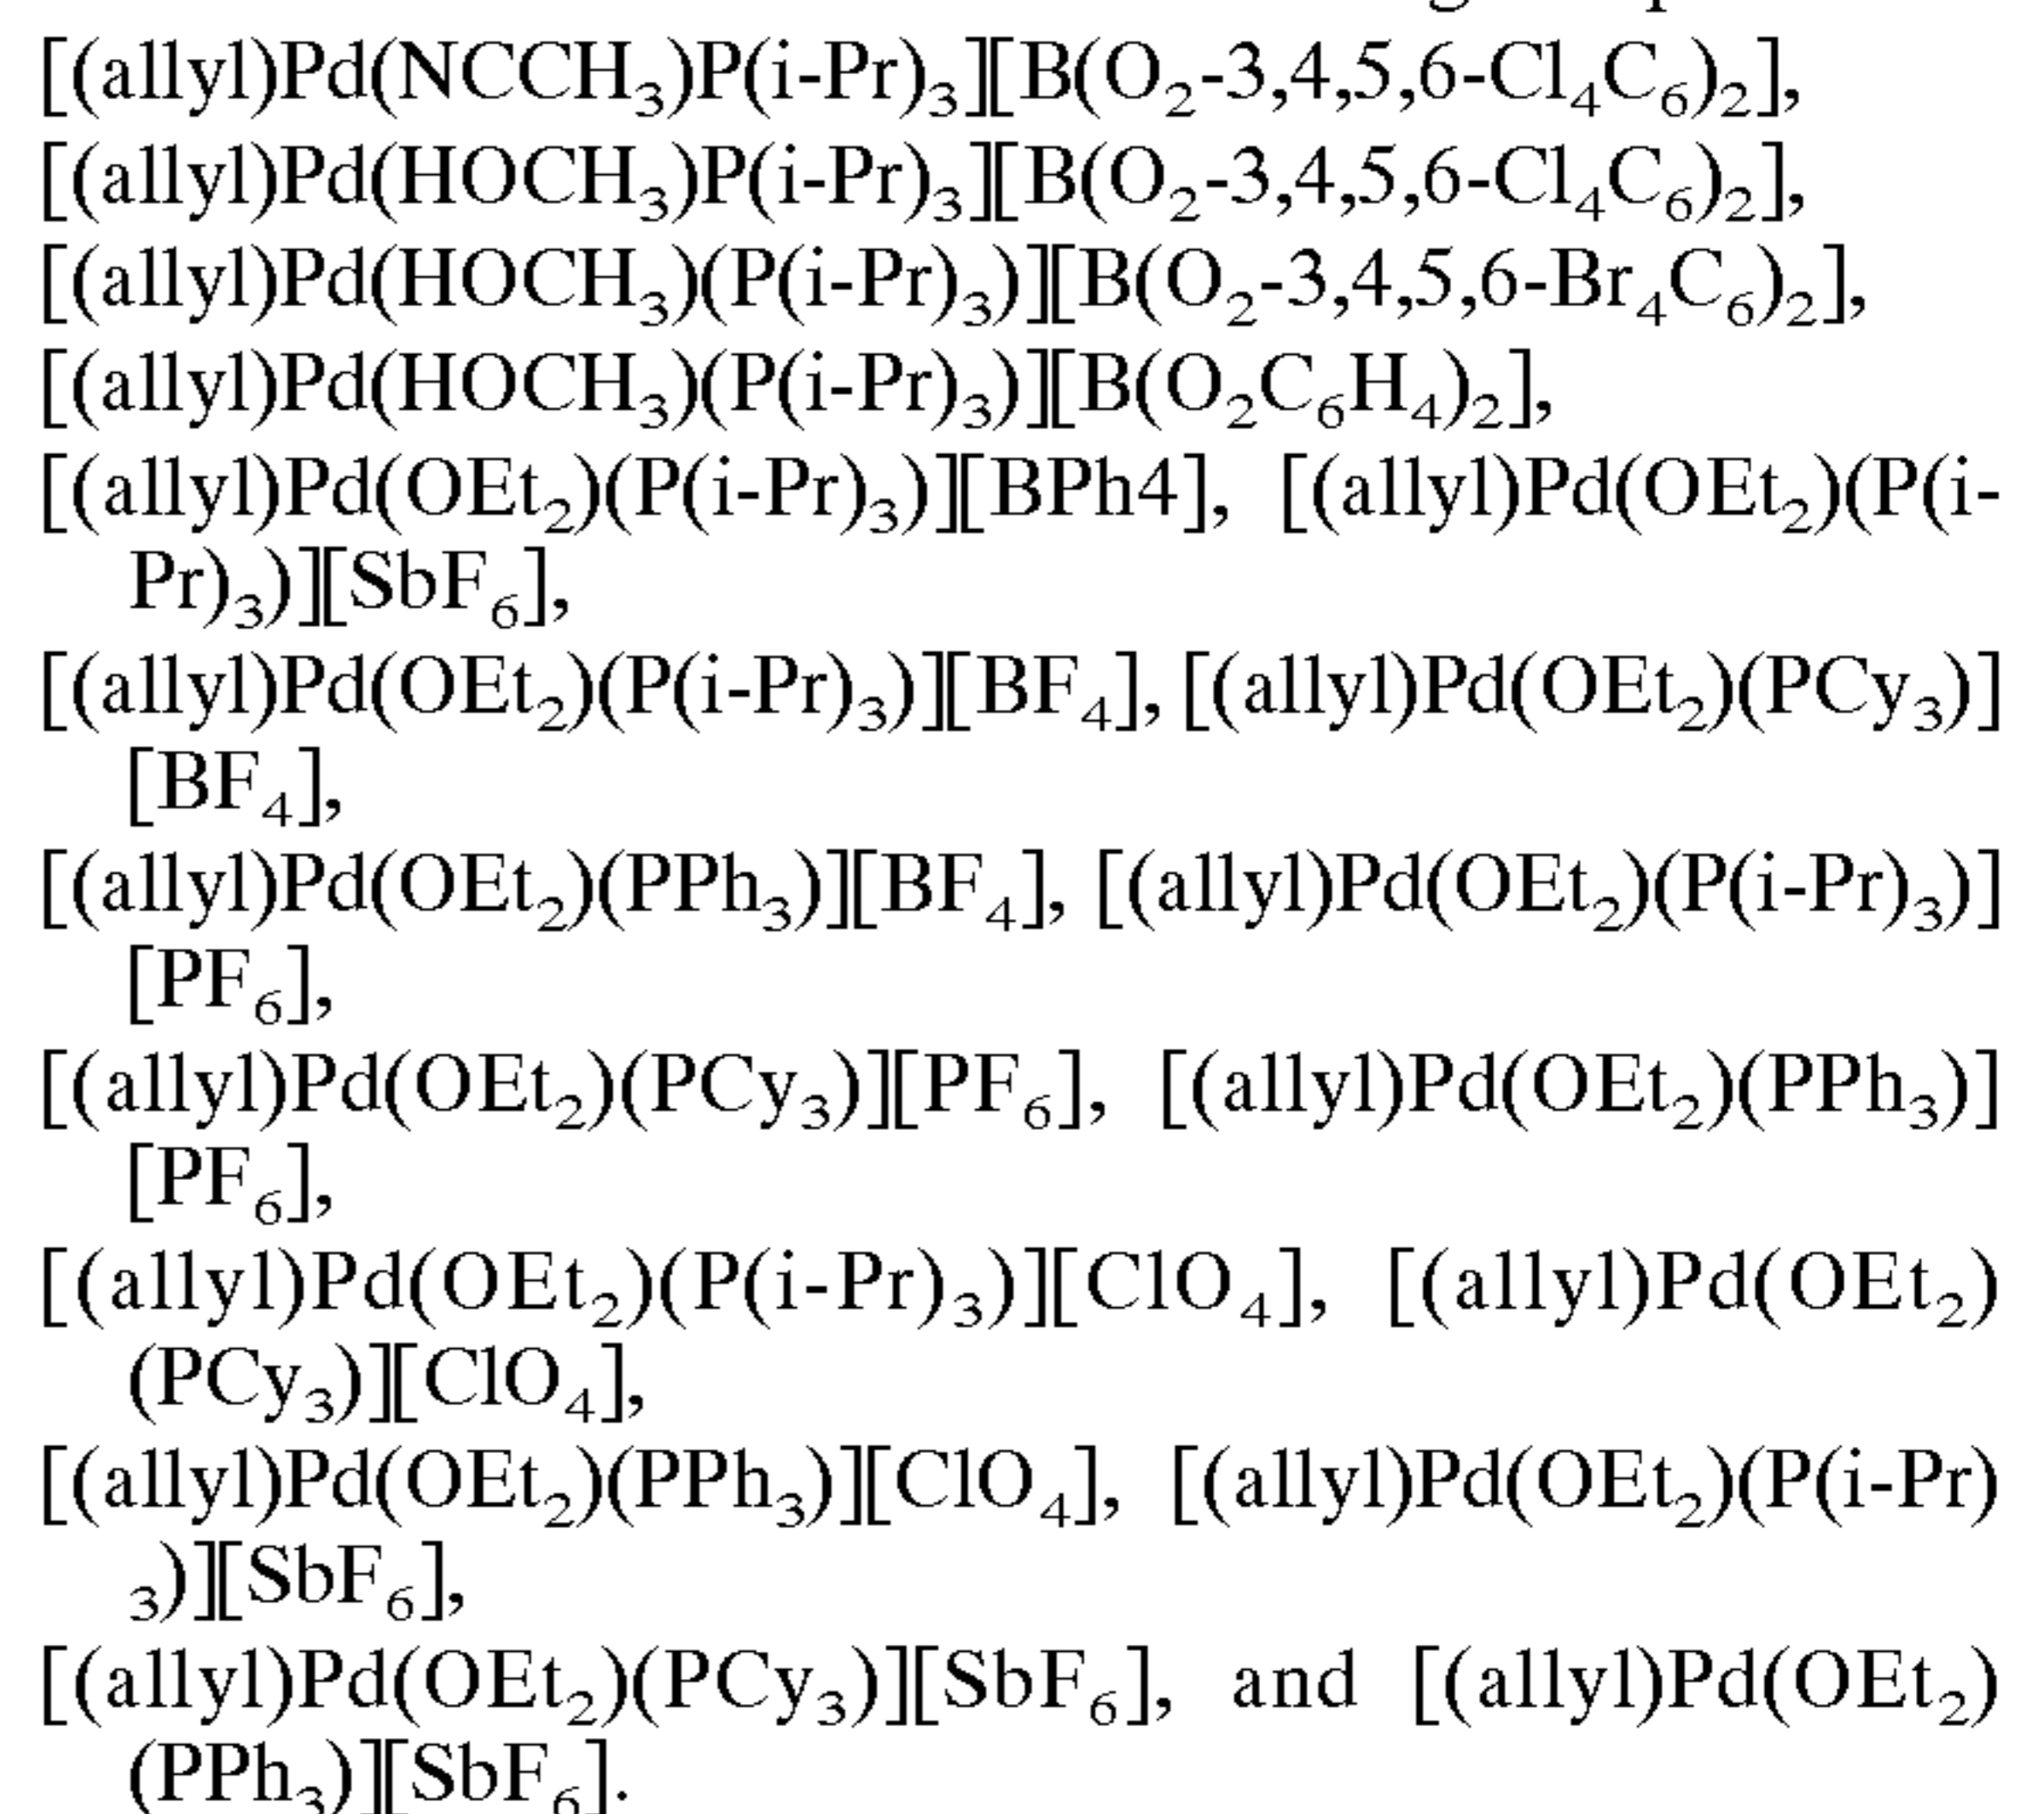 [(allyl)Pd(NCCH₃)P(i-Pr)₃][B(O₂-3,4,5,6-Cl₄C₆)₂],
[(allyl)Pd(HOCH₃)P(i-Pr)₃][B(O₂-3,4,5,6-Cl₄C₆)₂],
[(allyl)Pd(HOCH₃)(P(i-Pr)₃)][B(O₂-3,4,5,6-Br₄C₆)₂],
[(allyl)Pd(HOCH₃)(P(i-Pr)₃)][B(O₂C₆H₄)₂],
[(allyl)Pd(OEt₂)(P(i-Pr)₃)][BPh4], [(allyl)Pd(OEt₂)(P(i-
Pr)₃)][SbF₆],
[(allyl)Pd(OEt₂)(P(i-Pr)₃)][BF₄], [(allyl)Pd(OEt₂)(PCy₃)]
[BF₄],
[(allyl)Pd(OEt₂)(PPh₃)][BF₄], [(allyl)Pd(OEt₂)(P(i-Pr)₃)]
[PF₆],
[(allyl)Pd(OEt₂)(PCy₃)][PF₆], [(allyl)Pd(OEt₂)(PPh₃)]
[PF₆],
[(allyl)Pd(OEt₂)(P(i-Pr)₃)][ClO₄], [(allyl)Pd(OEt₂)
(PCy₃)][ClO₄],
[(allyl)Pd(OEt₂)(PPh₃)][ClO₄], [(allyl)Pd(OEt₂)(P(i-Pr)
₃)][SbF₆],
[(allyl)Pd(OEt₂)(PCy₃)][SbF₆], and [(allyl)Pd(OEt₂)
(PPh₃)][SbF₆].